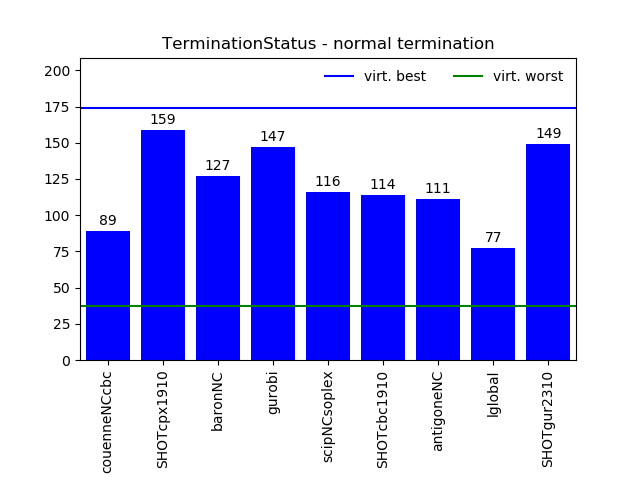 TerminationStatus - normal termination
virt. best
virt. worst
200
175
150
125
100
75
50
25
0
89
159
127
147
116
114
111
77
149
couenneNCcbc
SHOTcpx1910
baronNC
gurobi
scipNCsoplex
SHOTcbc1910
antigoneNC
lglobal
SHOTgur2310